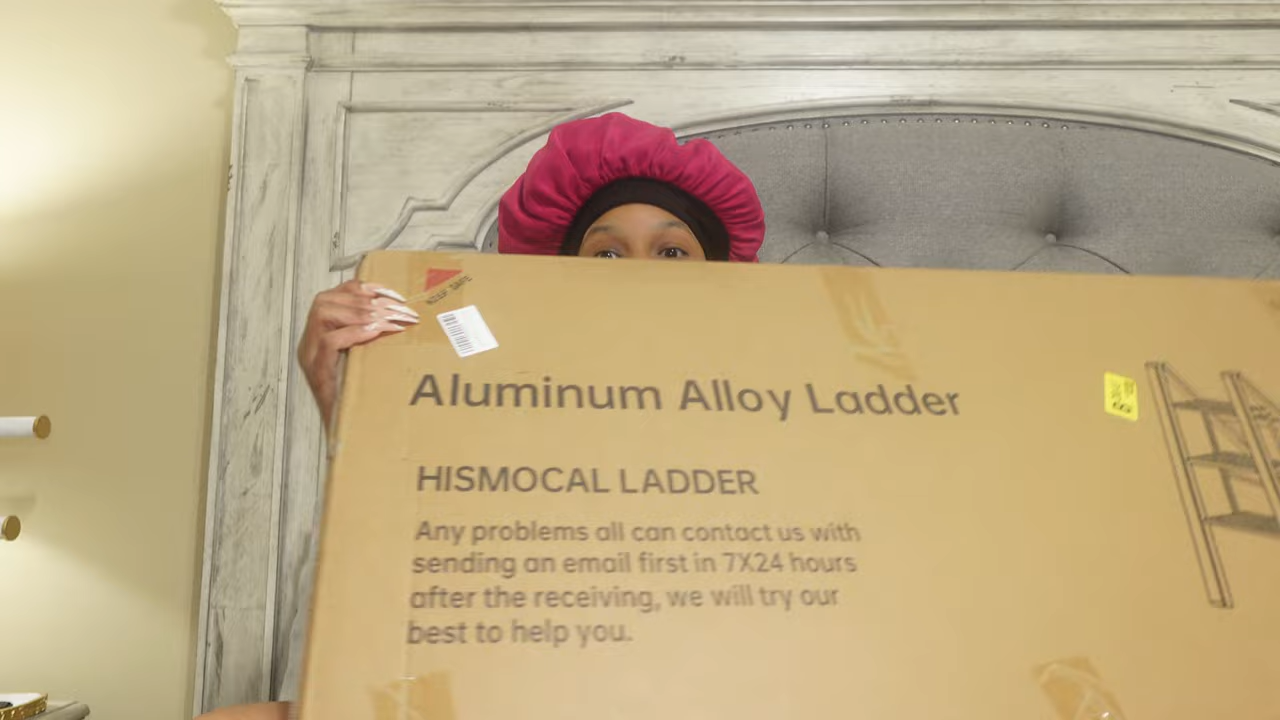 Aluminum Alloy Ladder
HISMOCAL LADDER
Any problems all can contact us with
sending an email first in 7X24 hours
after the receiving, we will try our
best to help you.